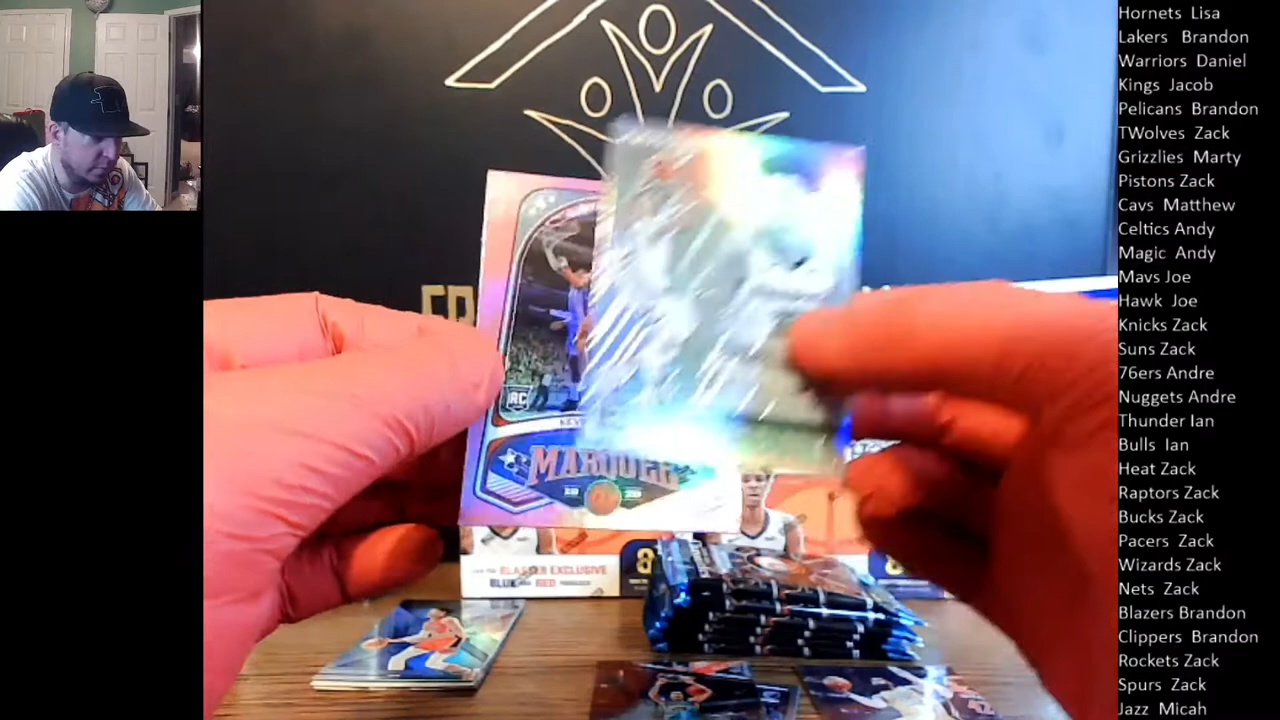 Hornets Lisa
Lakers Brandon
Warriors Daniel
Kings Jacob
Pelicans Brandon
TWolves Zack
Grizzlies Marty
Pistons Zack
Cavs Matthew
Celtics Andy
Magic Andy
Mavs Joe
Hawk Joe
Knicks Zack
Suns Zack
76ers Andre
Nuggets Andre
Thunder Ian
Bulls Ian
Heat Zack
Raptors Zack
Bucks Zack
Pacers Zack
Wizards Zack
Nets Zack
Blazers Brandon
Clippers Brandon
Rockets Zack
Spurs Zack
Jazz Micah
RC
MARQUEE
BLASTER EXCLUSIVE
BLUE AND RED